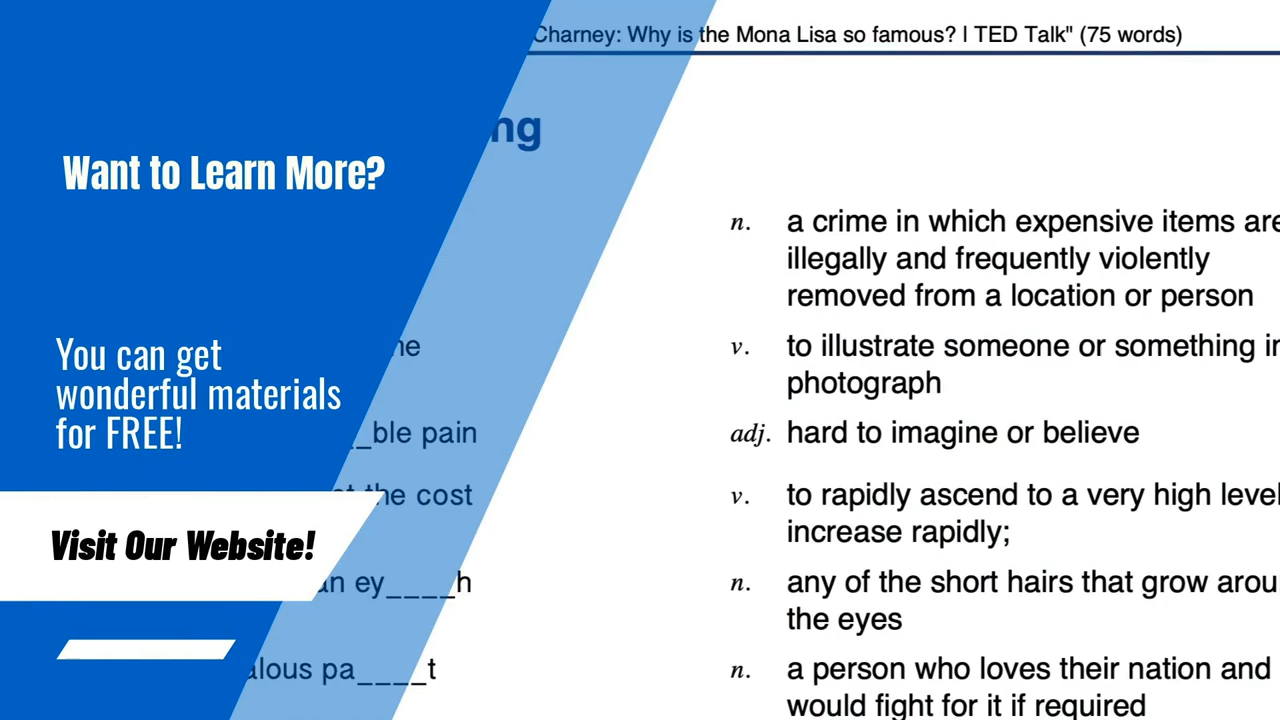 Charney: Why is the Mona Lisa so famous? | TED Talk" (75 words)
Want to Learn More?
You can get
wonderful materials
for FREE!
Visit Our Website!
ng
ne
_ble pain
the cost
an ey____h
alous pa____t
n. a crime in which expensive items are
illegally and frequently violently
removed from a location or person
v. to illustrate someone or something in
photograph
adj. hard to imagine or believe
v. to rapidly ascend to a very high level
increase rapidly;
n. any of the short hairs that grow arou
the eyes
n. a person who loves their nation and
would fight for it if required